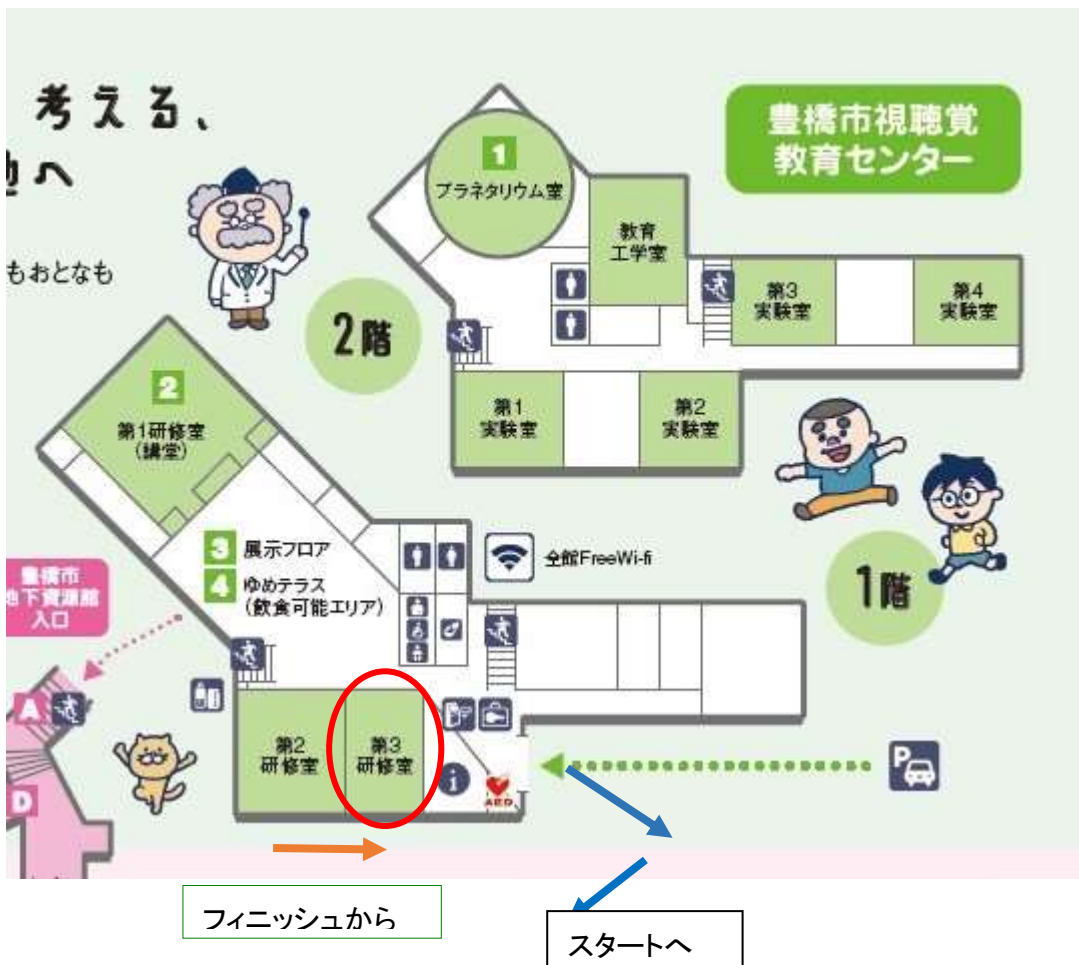 考える、
へ
もおとなも
豊橋市視聴覚
教育センター
1
プラネタリウム室
教育
工学室
第3
実験室
第4
実験室
2階
第1
実験室
第2
実験室
2
第1研修室
(講堂)
3 展示フロア
4 ゆめテラス
(飲食可能エリア)
全館FreeWi-fi
1階
豊橋市
地下資源館
入口
A
D
第2
研修室
第3
研修室
i
AED
P
フィニッシュから
スタートへ